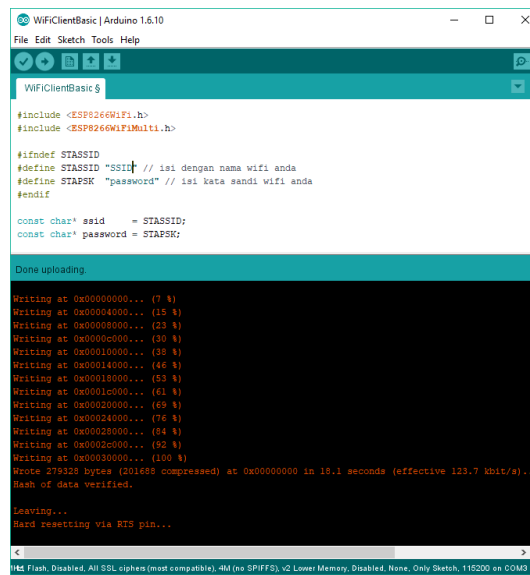 WiFiClientBasic | Arduino 1.6.10
File Edit Sketch Tools Help
WiFiClientBasic §
#include <ESP8266WiFi.h>
#include <ESP8266WiFiMulti.h>
#ifndef STASSID
#define STASSID "SSID" // isi dengan nama wifi anda
#define STAPSK "password" // isi kata sandi wifi anda
#endif
const char* ssid = STASSID;
const char* password = STAPSK;
Done uploading.
Writing at 0x00000000... (7 %)
Writing at 0x00004000... (15 %)
Writing at 0x00008000... (23 %)
Writing at 0x0000c000... (30 %)
Writing at 0x00010000... (38 %)
Writing at 0x00014000... (46 %)
Writing at 0x00018000... (53 %)
Writing at 0x0001c000... (61 %)
Writing at 0x00020000... (69 %)
Writing at 0x00024000... (76 %)
Writing at 0x00028000... (84 %)
Writing at 0x0002c000... (92 %)
Writing at 0x00030000... (100 %)
Wrote 279328 bytes (201688 compressed) at 0x00000000 in 18.1 seconds (effective 123.7 kbit/s)..
Hash of data verified.
Leaving...
Hard resetting via RTS pin...
Flash, Disabled, All SSL ciphers (most compatible), 4M (no SPIFFS), v2 Lower Memory, Disabled, None, Only Sketch, 115200 on COM3